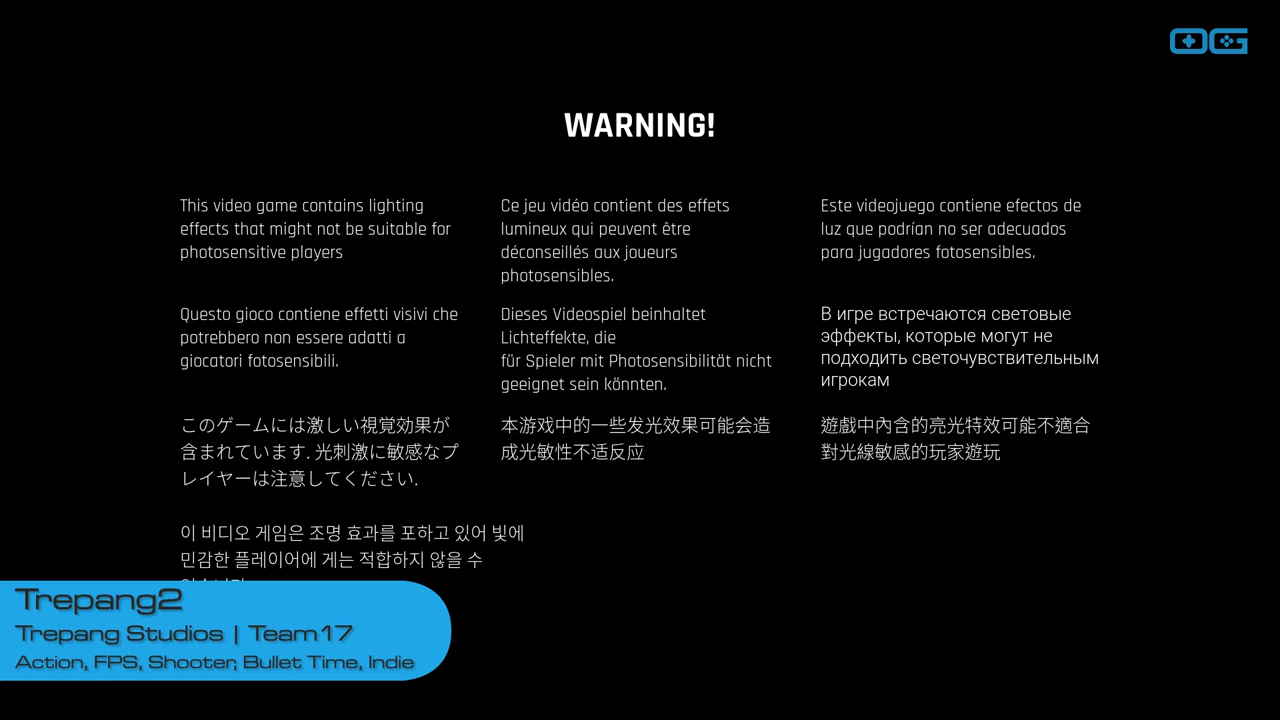 OG
WARNING!
This video game contains lighting
effects that might not be suitable for
photosensitive players
Ce jeu vidéo contient des effets
lumineux qui peuvent être
déconseillés aux joueurs
photosensibles.
Este videojuego contiene efectos de
luz que podrían no ser adecuados
para jugadores fotosensibles.
Questo gioco contiene effetti visivi che
potrebbero non essere adatti a
giocatori fotosensibili.
Dieses Videospiel beinhaltet
Lichteffekte, die
für Spieler mit Photosensibilität nicht
geeignet sein könnten.
В игре встречаются световые
эффекты, которые могут не
подходить светочувствительным
игрокам
このゲームには激しい視覚効果が
含まれています. 光刺激に敏感なプ
レイヤーは注意してください.
本游戏中的一些发光效果可能会造
成光敏性不适反应
遊戲中內含的亮光特效可能不適合
對光線敏感的玩家遊玩
이 비디오 게임은 조명 효과를 포하고 있어 빛에
민감한 플레이어에 게는 적합하지 않을 수
Trepang2
Trepang Studios | Team17
Action, FPS, Shooter, Bullet Time, Indie